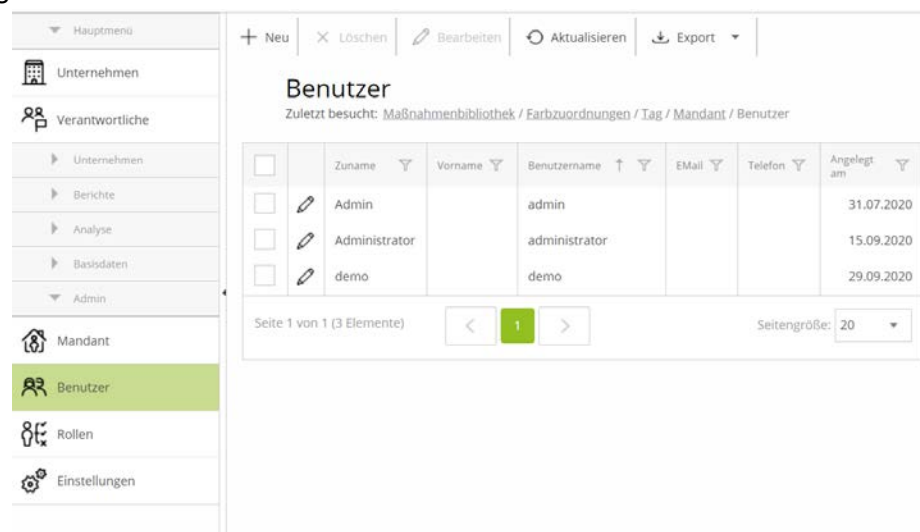 Hauptmenü
Unternehmen
Verantwortliche
Unternehmen
Berichte
Analyse
Basisdaten
Admin
Mandant
Benutzer
Rollen
Einstellungen
Neu Löschen Bearbeiten Aktualisieren Export
Benutzer
Zuletzt besucht: Maßnahmenbibliothek / Farbzuordnungen / Tag / Mandant / Benutzer
Zuname Vorname Benutzername EMail Telefon Angelegt am
Admin admin 31.07.2020
Administrator administrator 15.09.2020
demo demo 29.09.2020
Seite 1 von 1 (3 Elemente) < 1 > Seitengröße: 20